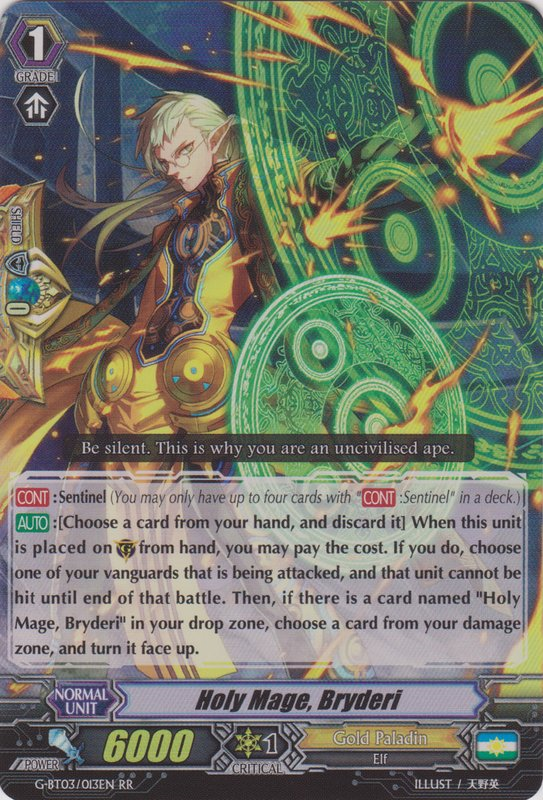 1
GRADE
SHIELD
0
Be silent. This is why you are an uncivilised ape.
CONT :Sentinel (You may only have up to four cards with "CONT :Sentinel" in a deck.)
AUTO :[Choose a card from your hand, and discard it] When this unit
is placed on G from hand, you may pay the cost. If you do, choose
one of your vanguards that is being attacked, and that unit cannot be
hit until end of that battle. Then, if there is a card named "Holy
Mage, Bryderi" in your drop zone, choose a card from your damage
zone, and turn it face up.
NORMAL
UNIT
Holy Mage, Bryderi
POWER
6000
1
CRITICAL
Gold Paladin
Elf
G-BT03/013EN RR
ILLUST / 天野英